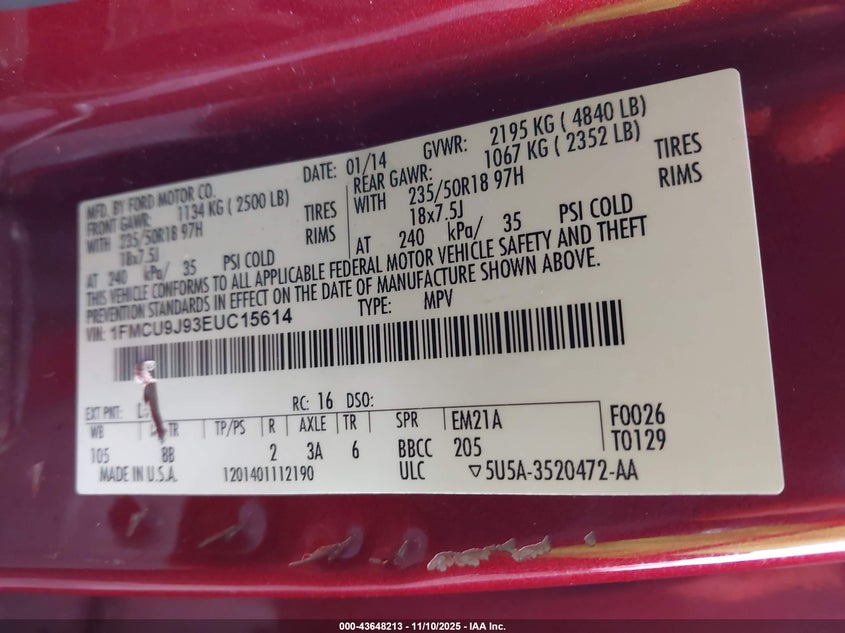 MFD. BY FORD MOTOR CO.
DATE: 01/14 GVWR: 2195 KG ( 4840 LB)
FRONT GAWR: 1134 KG ( 2500 LB)
REAR GAWR: 1067 KG ( 2352 LB)
WITH 235/50R18 97H TIRES
WITH 235/50R18 97H TIRES
18x7.5J RIMS
18x7.5J RIMS
AT 240 kPa/ 35 PSI COLD
AT 240 kPa/ 35 PSI COLD
THIS VEHICLE CONFORMS TO ALL APPLICABLE FEDERAL MOTOR VEHICLE SAFETY AND THEFT
PREVENTION STANDARDS IN EFFECT ON THE DATE OF MANUFACTURE SHOWN ABOVE.
VIN: 1FMCU9J93EUC15614 TYPE: MPV
EXT PNT: RC: 16 DSO:
WB TR TP/PS R AXLE TR SPR EM21A F0026
105 8B 2 3A 6 BBCC 205 T0129
MADE IN U.S.A. 1201401112190 ULC ▽5U5A-3520472-AA
000-43648213 - 11/10/2025 - IAA Inc.